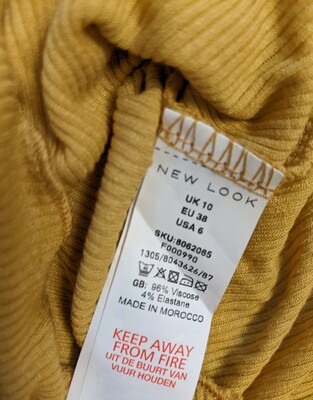 NEW LOOK
UK 10
EU 38
USA 6
SKU:8062085
F000990
1305/8043626/87
GB: 96% Viscose
4% Elastane
MADE IN MOROCCO
KEEP AWAY
FROM FIRE
UIT DE BUURT VAN
VUUR HOUDEN